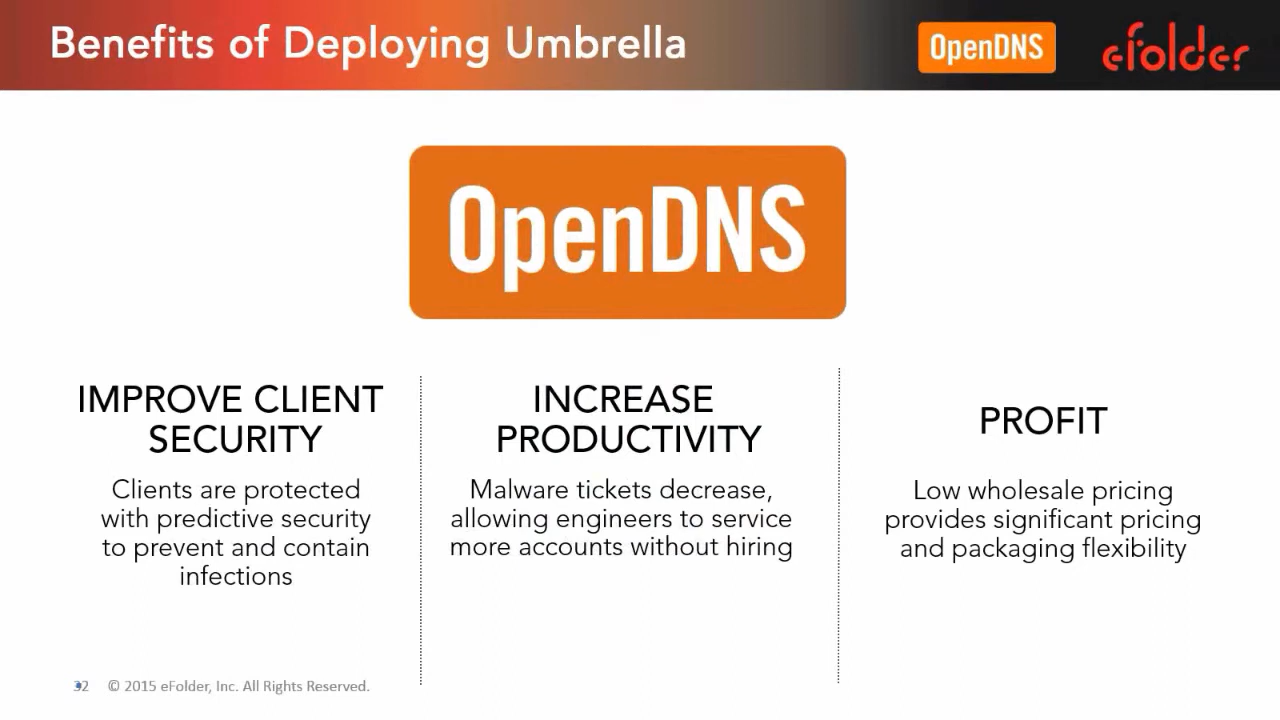 Benefits of Deploying Umbrella
OpenDNS
eFolder
OpenDNS
IMPROVE CLIENT
SECURITY
Clients are protected
with predictive security
to prevent and contain
infections
INCREASE
PRODUCTIVITY
Malware tickets decrease,
allowing engineers to service
more accounts without hiring
PROFIT
Low wholesale pricing
provides significant pricing
and packaging flexibility
32 © 2015 eFolder, Inc. All Rights Reserved.